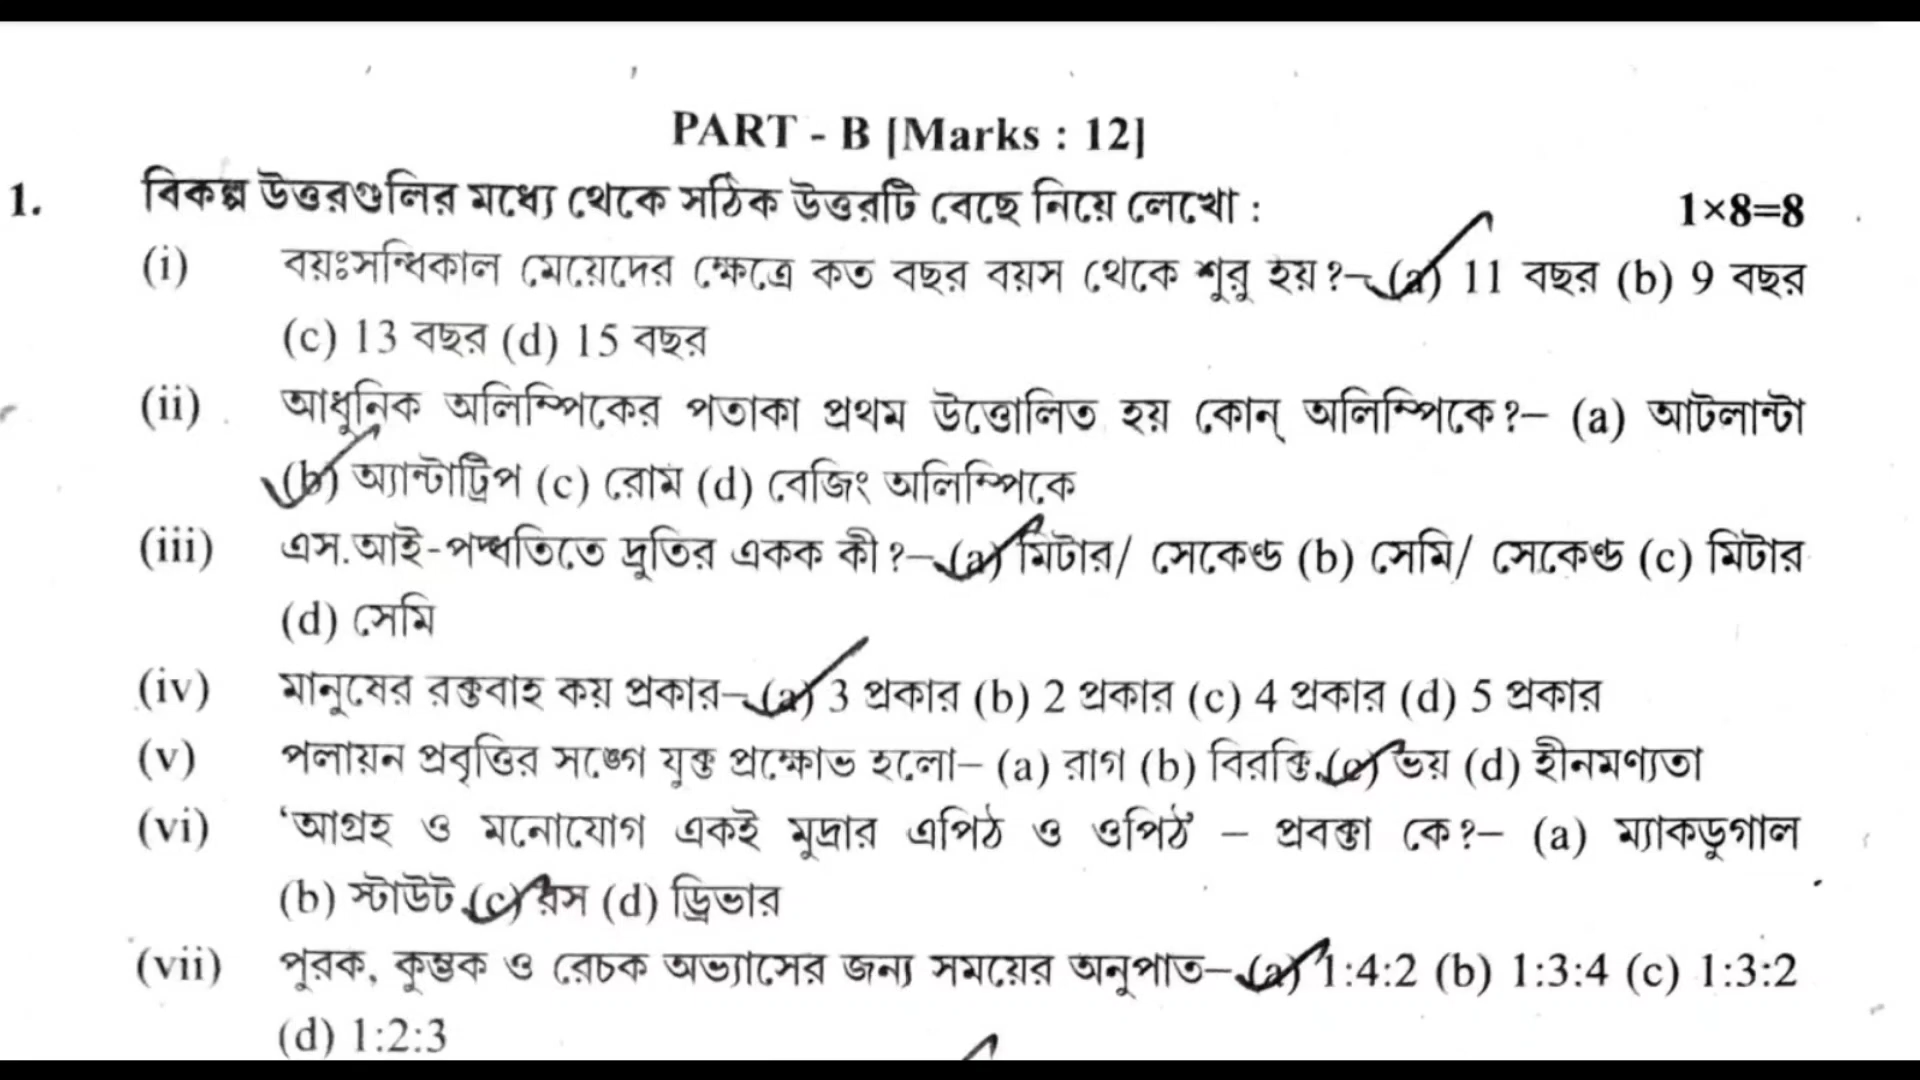 PART - B [Marks : 12]
1. বিকল্প উত্তরগুলির মধ্যে থেকে সঠিক উত্তরটি বেছে নিয়ে লেখো : 1×8=8
(i) বয়ঃসন্ধিকাল মেয়েদের ক্ষেত্রে কত বছর বয়স থেকে শুরু হয়?– (a) 11 বছর (b) 9 বছর
(c) 13 বছর (d) 15 বছর
(ii) আধুনিক অলিম্পিকের পতাকা প্রথম উত্তোলিত হয় কোন্ অলিম্পিকে?– (a) আটলান্টা
(b) অ্যান্টাট্রিপ (c) রোম (d) বেজিং অলিম্পিকে
(iii) এস.আই-পদ্ধতিতে দ্রুতির একক কী?– (a) মিটার/ সেকেণ্ড (b) সেমি/ সেকেণ্ড (c) মিটার
(d) সেমি
(iv) মানুষের রক্তবাহ কয় প্রকার– (a) 3 প্রকার (b) 2 প্রকার (c) 4 প্রকার (d) 5 প্রকার
(v) পলায়ন প্রবৃত্তির সঙ্গে যুক্ত প্রক্ষোভ হলো– (a) রাগ (b) বিরক্তি (c) ভয় (d) হীনমণ্যতা
(vi) ‘আগ্রহ ও মনোযোগ একই মুদ্রার এপিঠ ও ওপিঠ’ – প্রবক্তা কে?– (a) ম্যাকডুগাল
(b) স্টাউট (c) রস (d) ড্রিভার
(vii) পূরক, কুম্ভক ও রেচক অভ্যাসের জন্য সময়ের অনুপাত– (a) 1:4:2 (b) 1:3:4 (c) 1:3:2
(d) 1:2:3